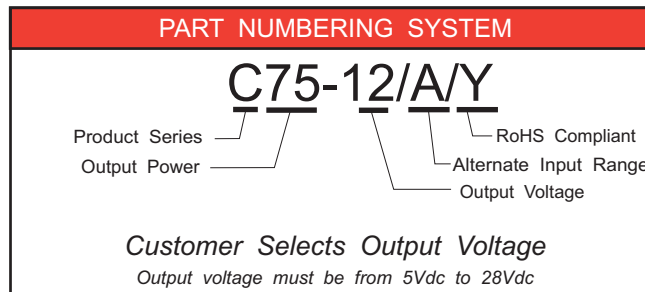 PART NUMBERING SYSTEM
C75-12/A/Y
Product Series
RoHS Compliant
Output Power
Alternate Input Range
Output Voltage
Customer Selects Output Voltage
Output voltage must be from 5Vdc to 28Vdc